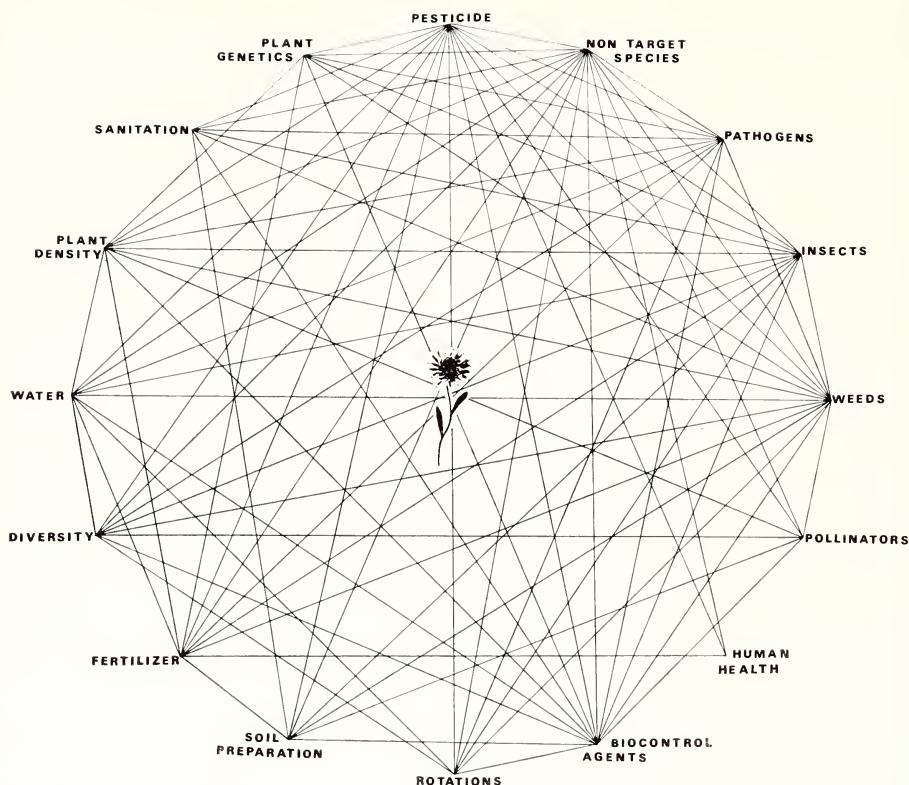 PESTICIDE
PLANT
GENETICS
NON TARGET
SPECIES
SANITATION
PATHOGENS
PLANT
DENSITY
INSECTS
WATER
WEEDS
DIVERSITY
POLLINATORS
FERTILIZER
HUMAN
HEALTH
SOIL
PREPARATION
BIOCONTROL
AGENTS
ROTATIONS